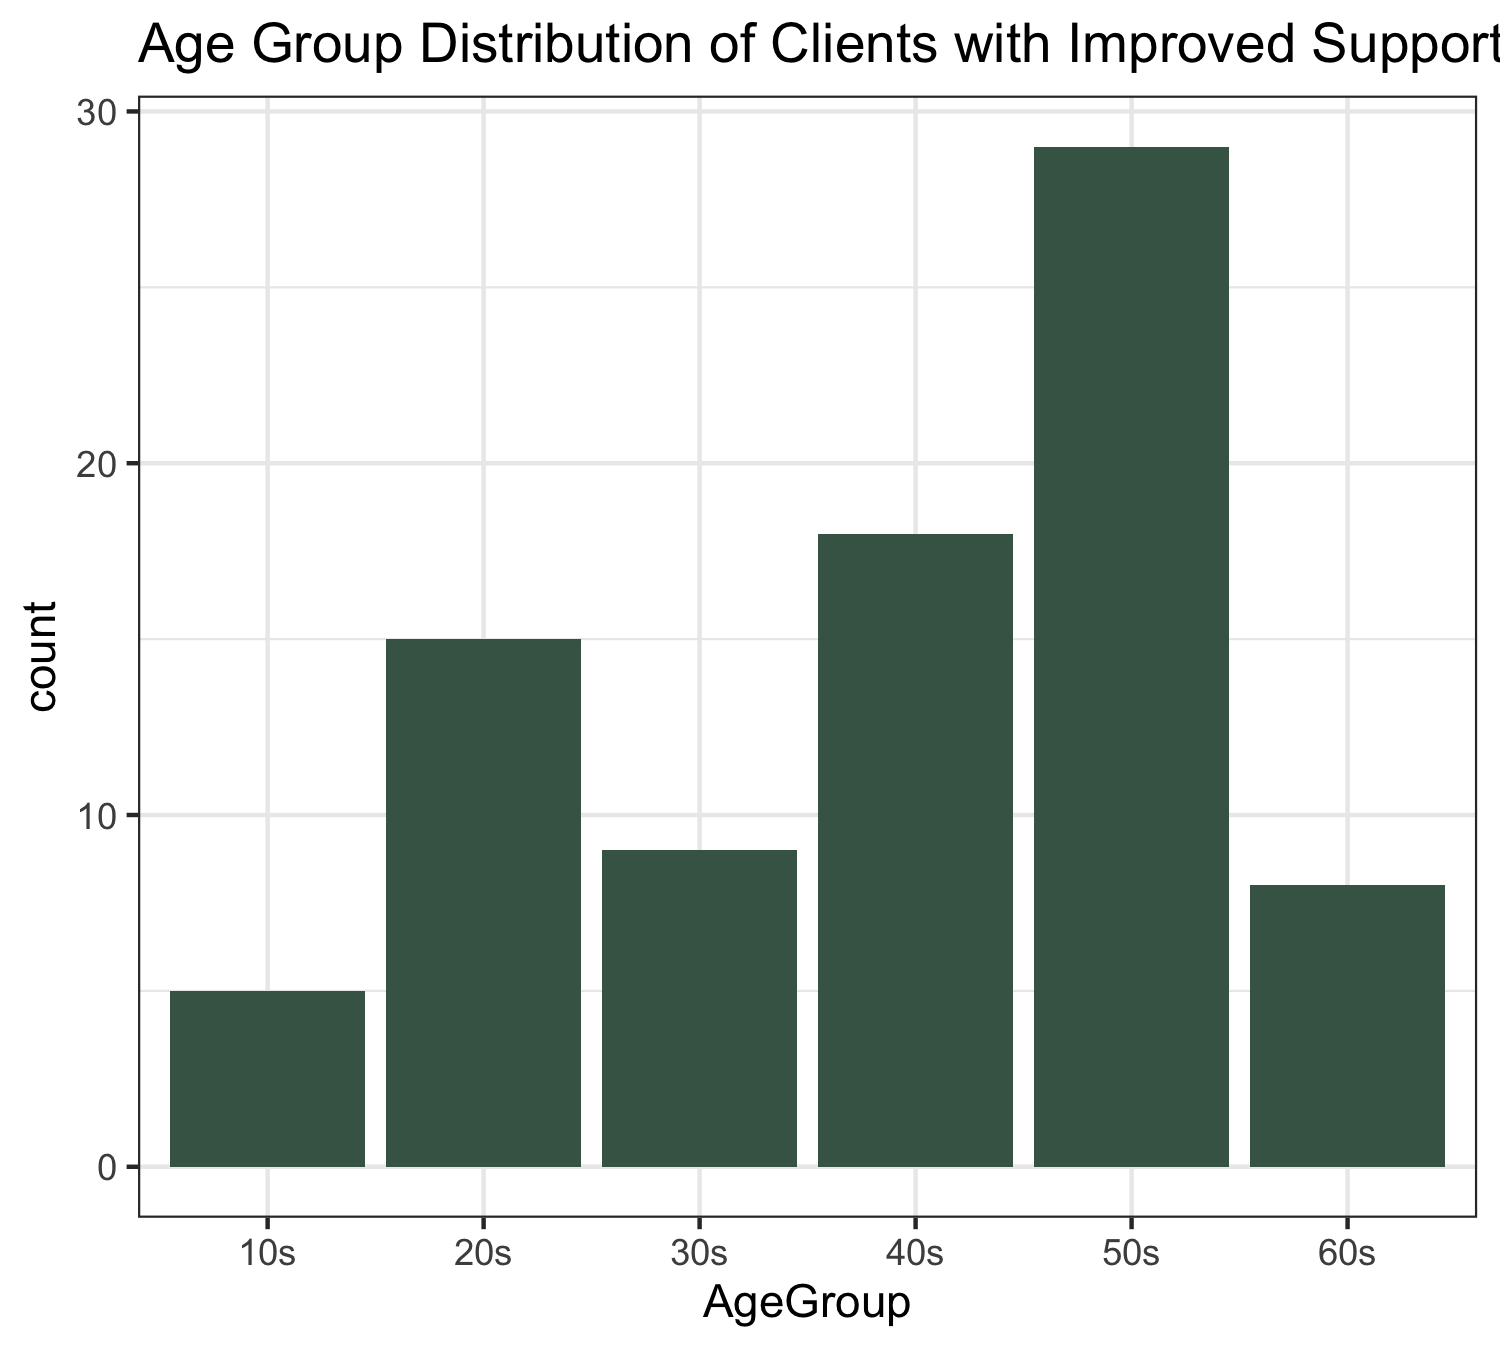 Age Group Distribution of Clients with Improved Support
30
20
10
0
count
10s 20s 30s 40s 50s 60s
AgeGroup